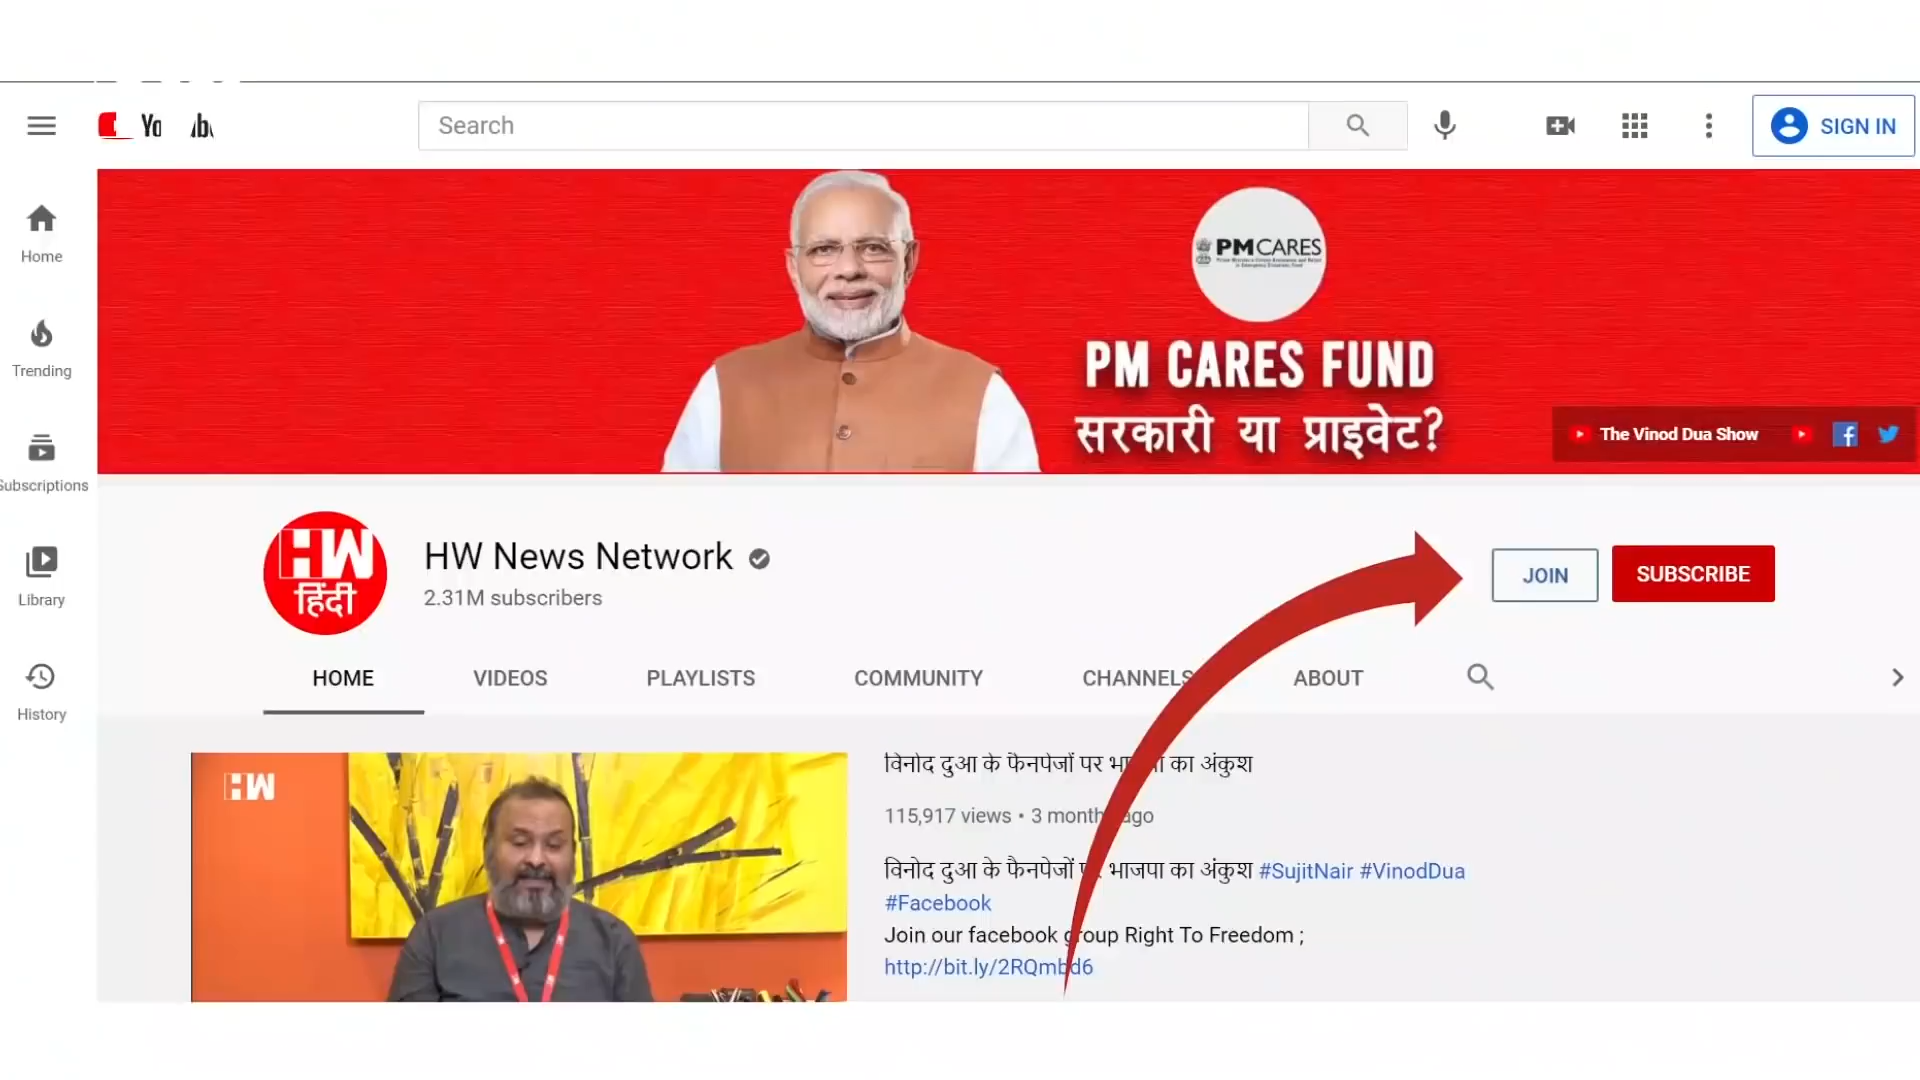 Search
SIGN IN
Home
Trending
Subscriptions
Library
History
PM CARES
PM CARES FUND
सरकारी या प्राइवेट?
The Vinod Dua Show
HW
हिंदी
HW News Network
2.31M subscribers
JOIN
SUBSCRIBE
HOME VIDEOS PLAYLISTS COMMUNITY CHANNELS ABOUT
HW
विनोद दुआ के फैनपेजों पर का अंकुश
115,917 views • 3 months ago
विनोद दुआ के फैनपेजों पर भाजपा का अंकुश #SujitNair #VinodDua
#Facebook
Join our facebook group Right To Freedom ;
http://bit.ly/2RQmbd6